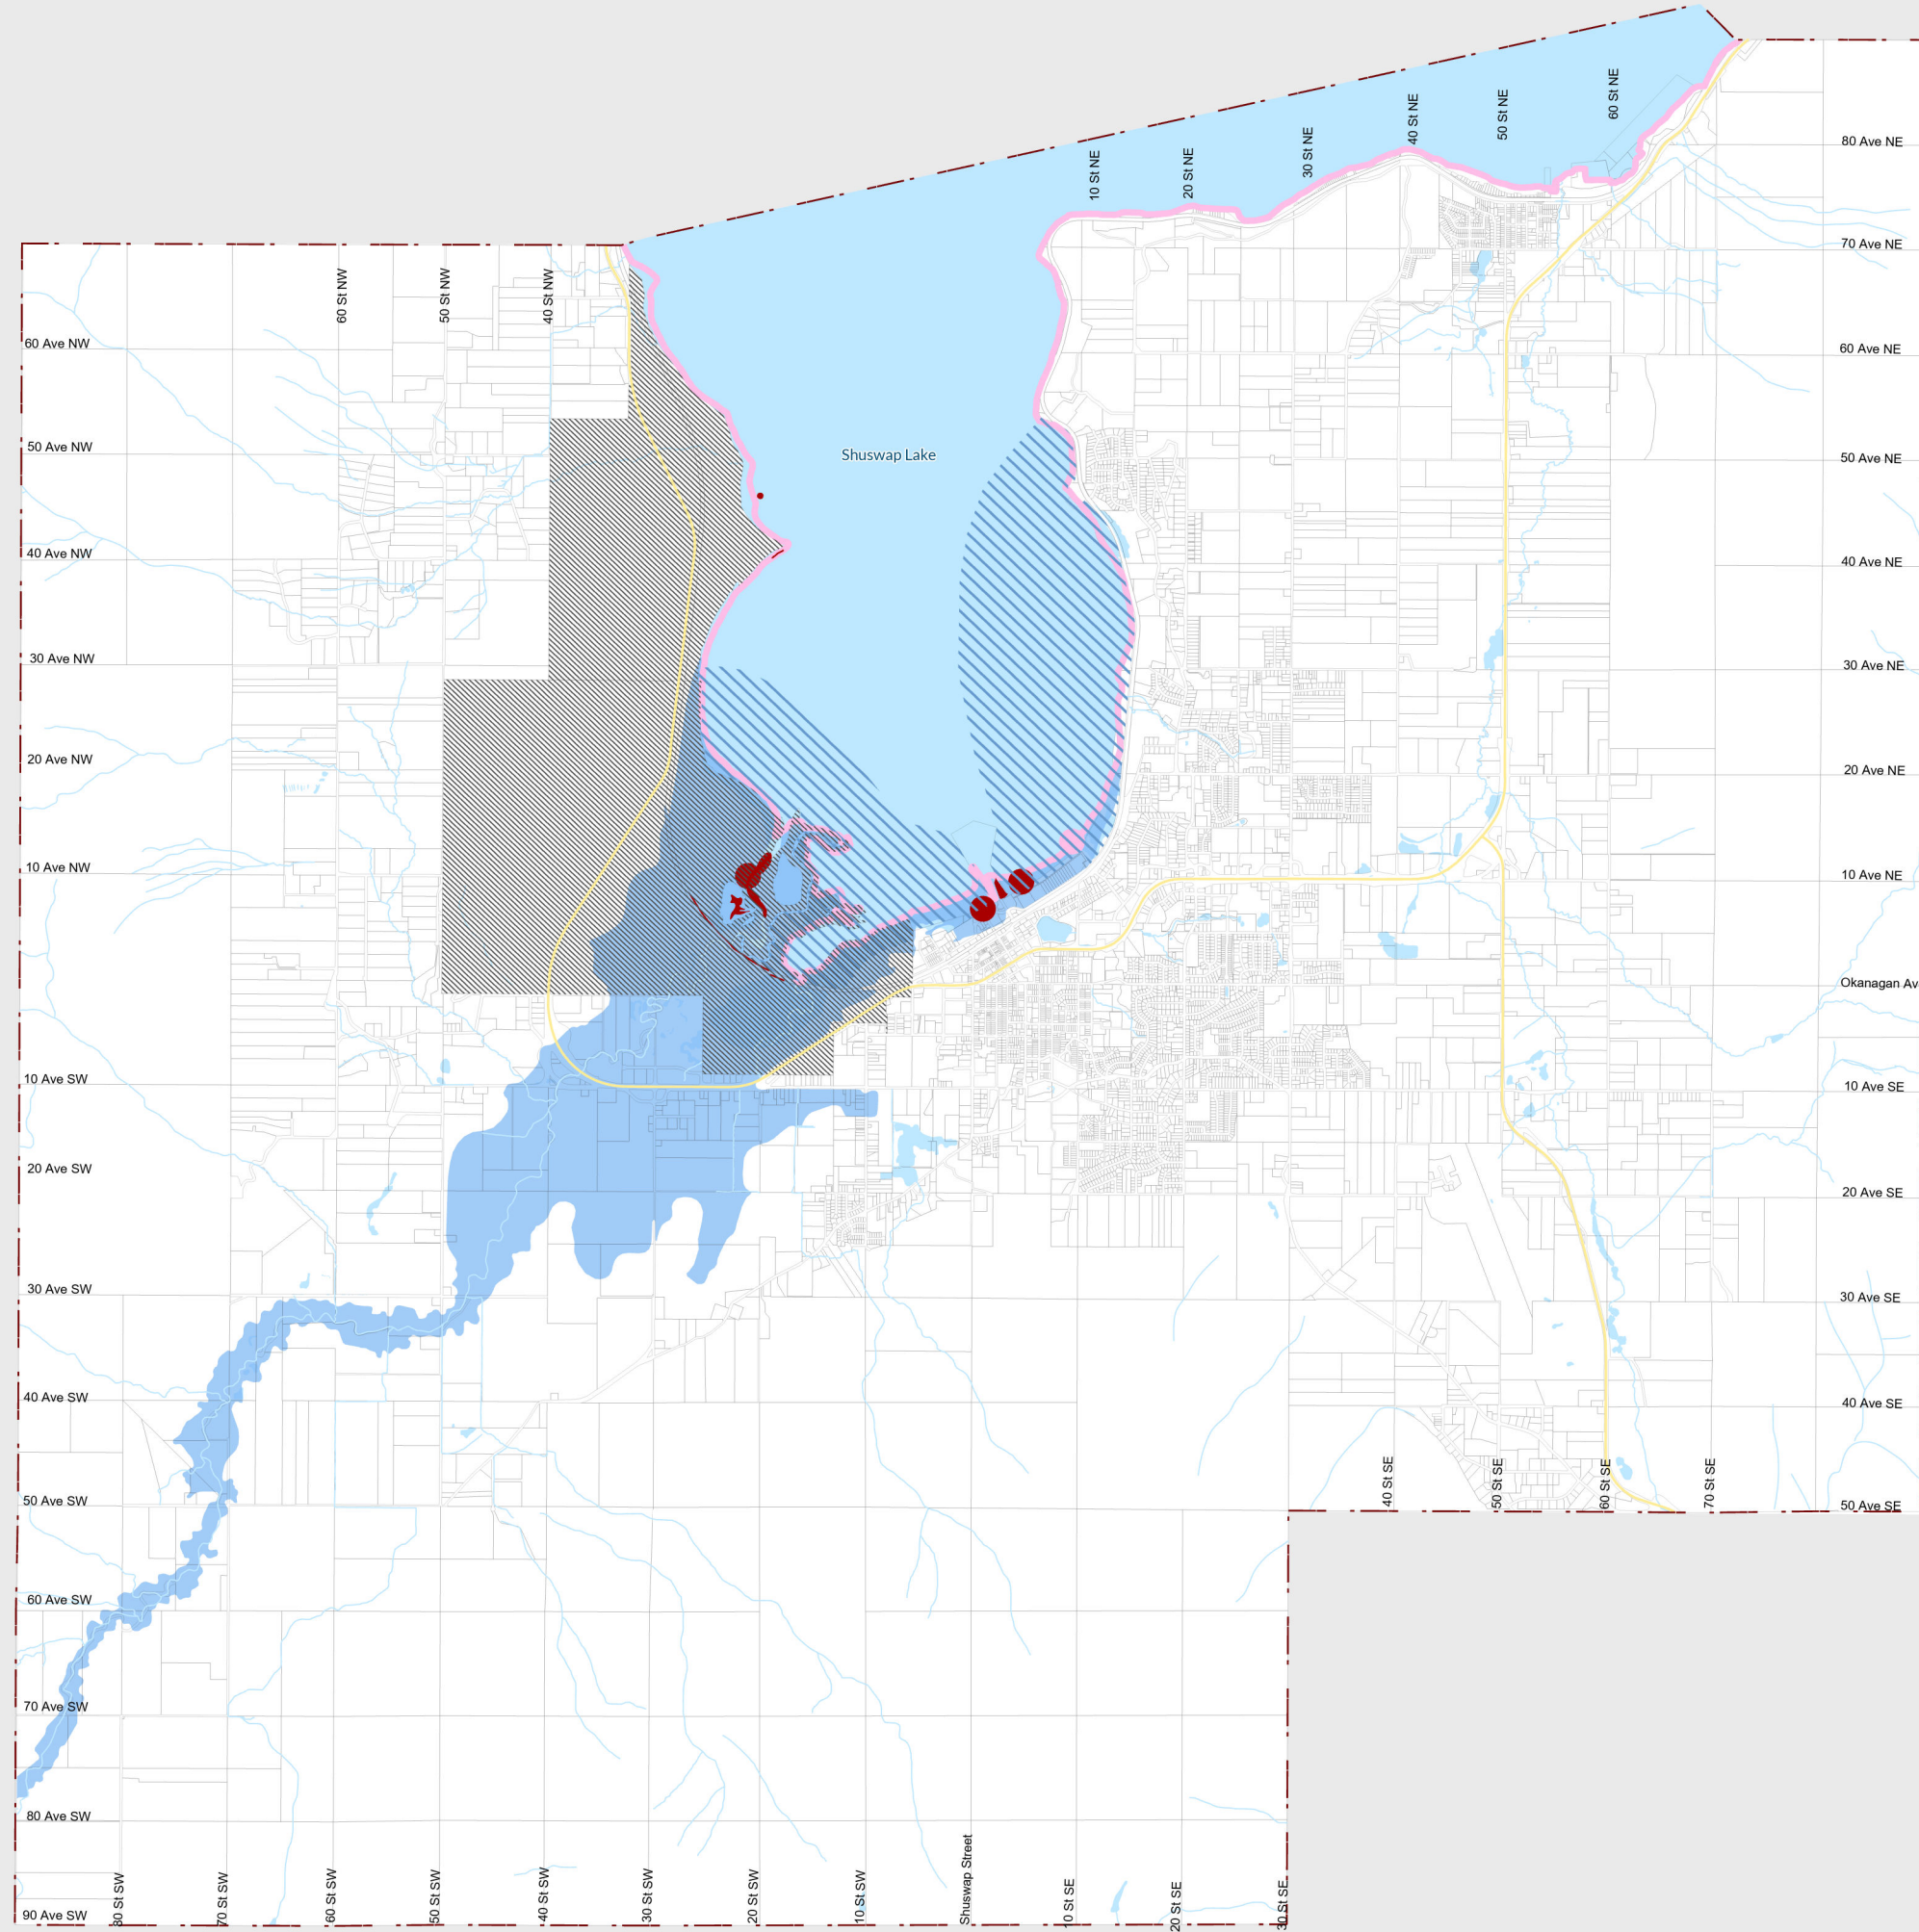 60 St NE
50 St NE
40 St NE
30 St NE
20 St NE
10 St NE
80 Ave NE
70 Ave NE
60 St NW
50 St NW
40 St NW
60 Ave NW
60 Ave NE
50 Ave NW
Shuswap Lake
50 Ave NE
40 Ave NW
40 Ave NE
30 Ave NW
30 Ave NE
20 Ave NW
20 Ave NE
10 Ave NW
10 Ave NE
Okanagan Av
10 Ave SW
10 Ave SE
20 Ave SW
20 Ave SE
30 Ave SW
30 Ave SE
40 Ave SW
40 Ave SE
40 St SE
50 St SE
60 St SE
70 St SE
50 Ave SW
50 Ave SE
60 Ave SW
70 Ave SW
80 Ave SW
80 St SW
70 St SW
60 St SW
50 St SW
40 St SW
30 St SW
20 St SW
10 St SW
Shuswap Street
10 St SE
20 St SE
30 SE
90 Ave SW